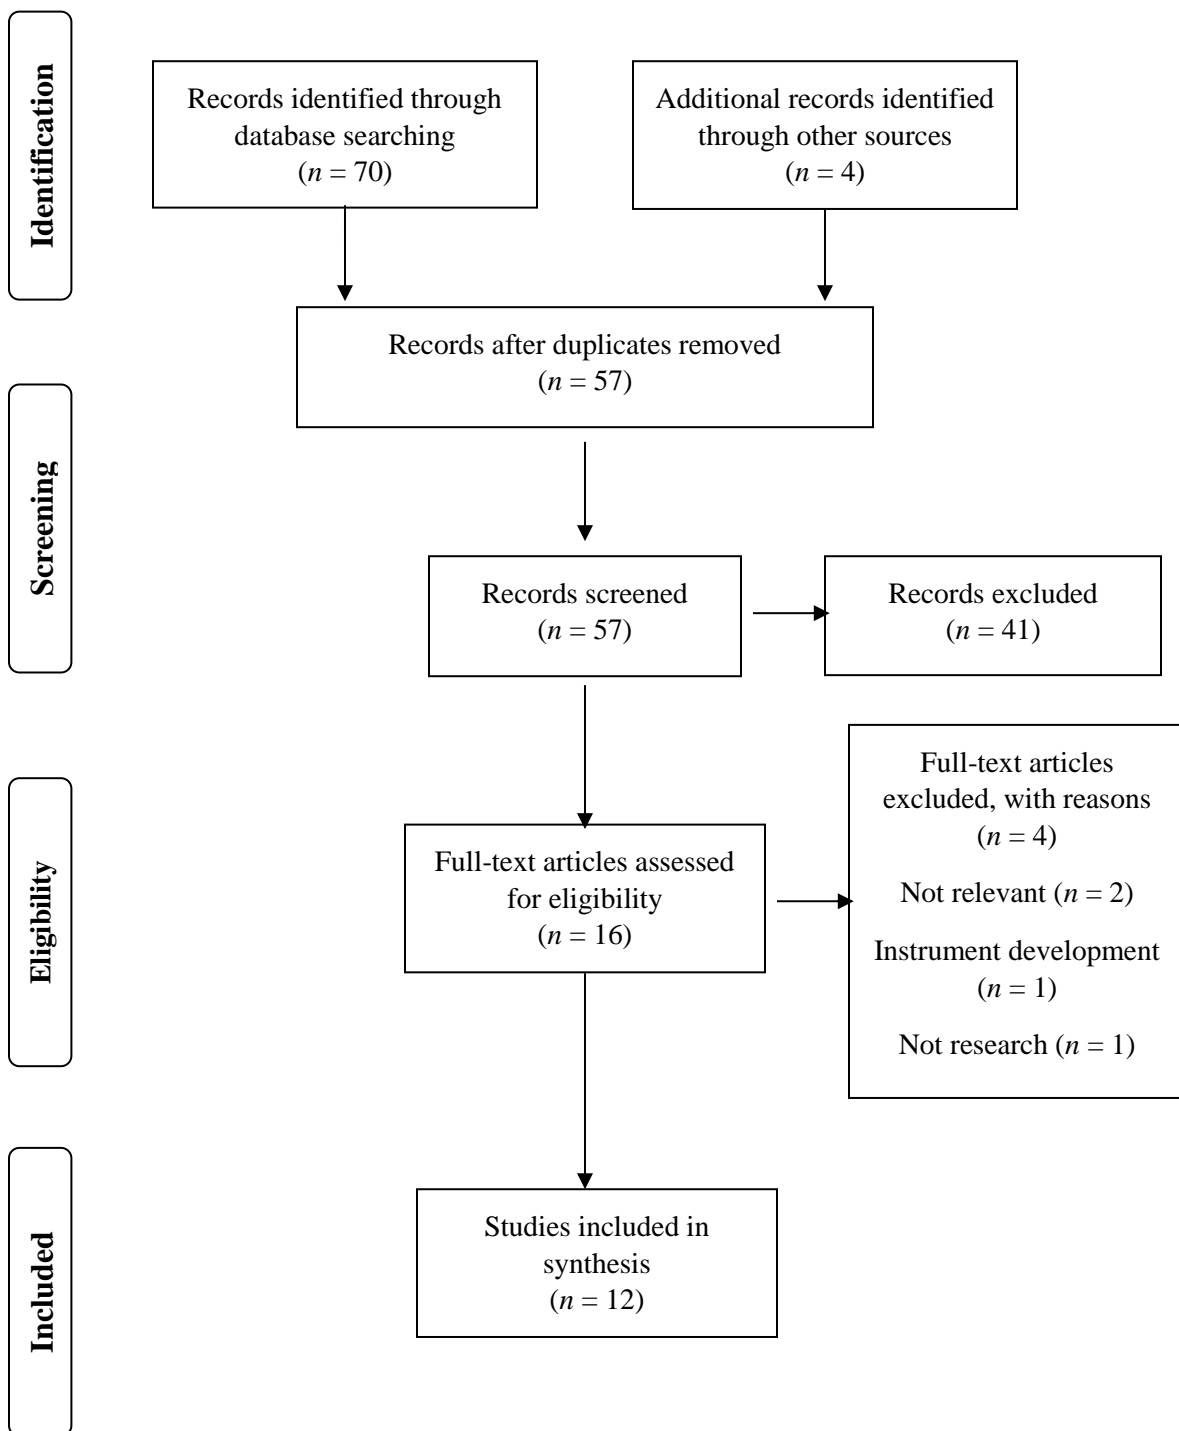 Identification
Records identified through
database searching
(n = 70)
Additional records identified
through other sources
(n = 4)
Records after duplicates removed
(n = 57)
Screening
Records screened
(n = 57)
Records excluded
(n = 41)
Eligibility
Full-text articles assessed
for eligibility
(n = 16)
Full-text articles
excluded, with reasons
(n = 4)
Not relevant (n = 2)
Instrument development
(n = 1)
Not research (n = 1)
Included
Studies included in
synthesis
(n = 12)